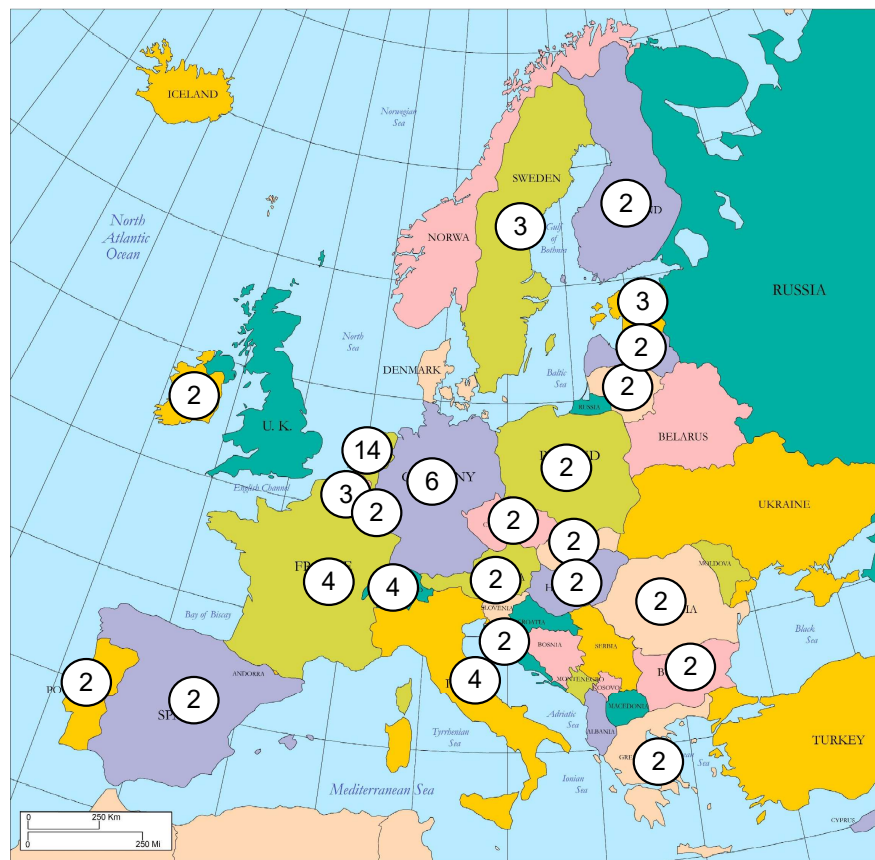 ICELAND
Norwegian
Sea
SWEDEN
2
North
Atlantic
Ocean
3
NORWA
Gulf
of
Bothnia
RUSSIA
3
North
Sea
2
DENMARK
Baltic
Sea
2
2
RUSSIA
U. K.
BELARUS
14
2
6
English Channel
3
UKRAINE
2
2
2
MOLDOVA
4
4
2
2
2
SLOVENIA
Bay of Biscay
CROATIA
Black
Sea
2
BOSNIA
SERBIA
ANDORRA
2
2
4
MONTENEGRO
KOSOVO
2
MACEDONIA
Adriatic
Sea
ALBANIA
Tyrrhenian
Sea
TURKEY
2
Ionian
Sea
Sea
Mediterranean Sea
0
250 Km
0
250 Mi
CYPRUS